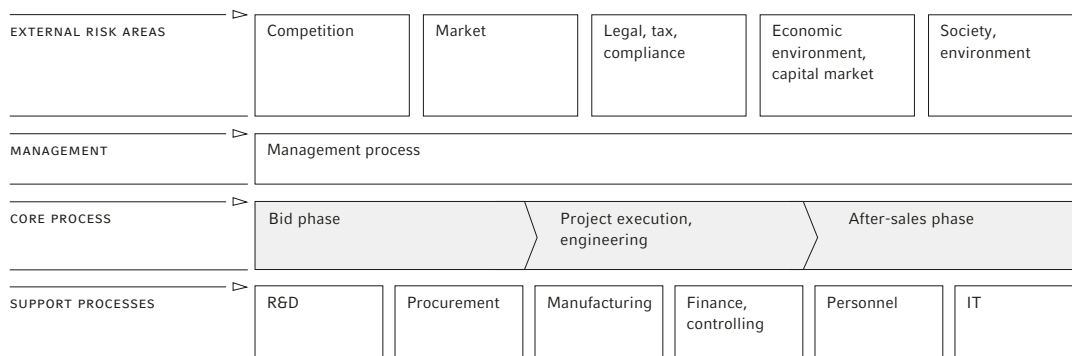 EXTERNAL RISK AREAS
Competition
Market
Legal, tax,
compliance
Economic
environment,
capital market
Society,
environment
MANAGEMENT
Management process
CORE PROCESS
Bid phase
Project execution,
engineering
After-sales phase
SUPPORT PROCESSES
R&D
Procurement
Manufacturing
Finance,
controlling
Personnel
IT